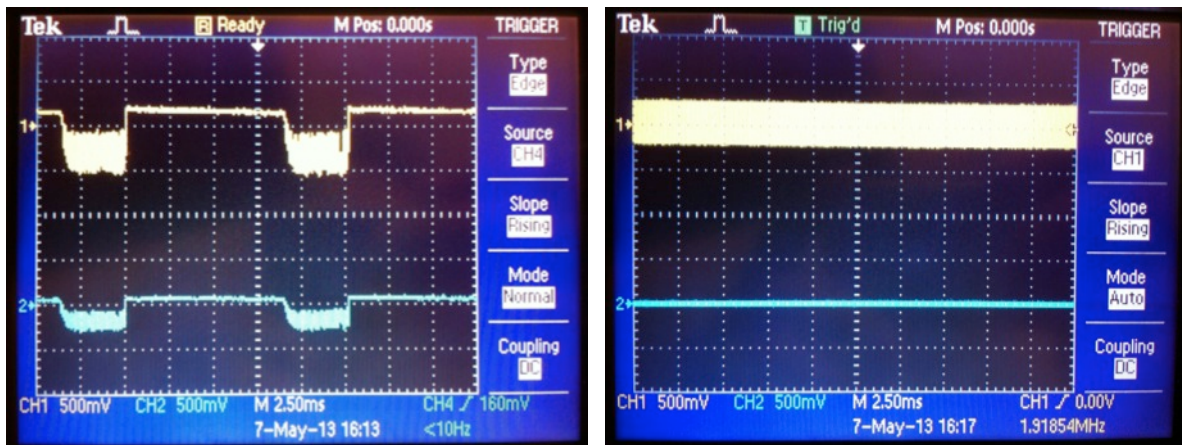 Tek Ready M Pos: 0.000s TRIGGER
Type
Edge
1
Source
CH4
Slope
Rising
Mode
2 Normal
Coupling
DC
CH1 500mV CH2 500mV M 2.50ms CH4 160mV
7-May-13 16:13 <10Hz
Tek Trig'd M Pos: 0.000s TRIGGER
Type
Edge
1
Source
CH1
Slope
Rising
Mode
2 Auto
Coupling
DC
CH1 500mV CH2 500mV M 2.50ms CH1 0.00V
7-May-13 16:17 1.91854MHz